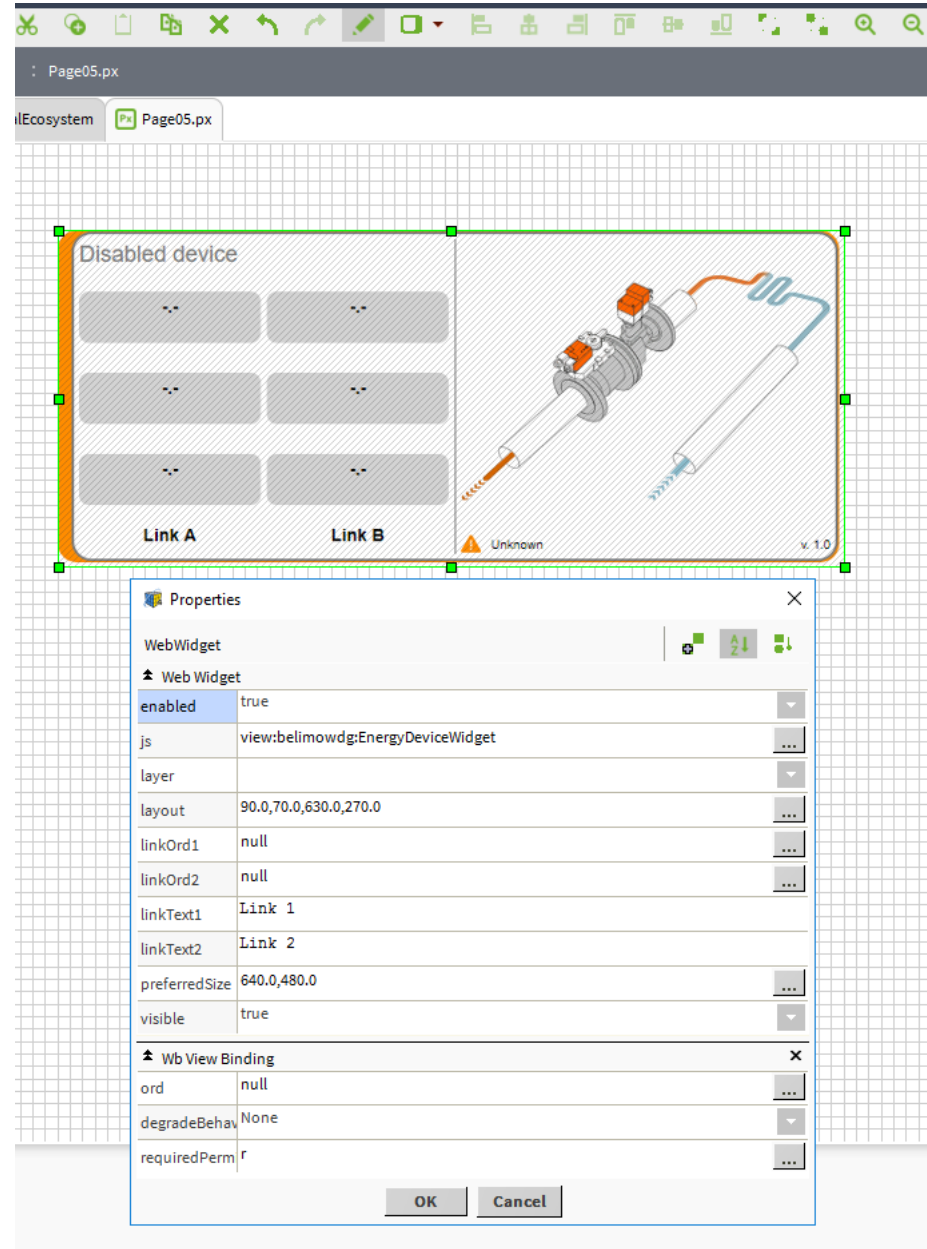 : Page05.px
alEcosystem
Px Page05.px
Disabled device
-.- -.-
-.- -.-
-.- -.-
Link A Link B
Unknown v. 1.0
Properties
WebWidget
Web Widget
enabled true
js view:belimowdg:EnergyDeviceWidget
layer
layout 90.0,70.0,630.0,270.0
linkOrd1 null
linkOrd2 null
linkText1 Link 1
linkText2 Link 2
preferredSize 640.0,480.0
visible true
Wb View Binding
ord null
degradeBehav None
requiredPerm r
OK Cancel